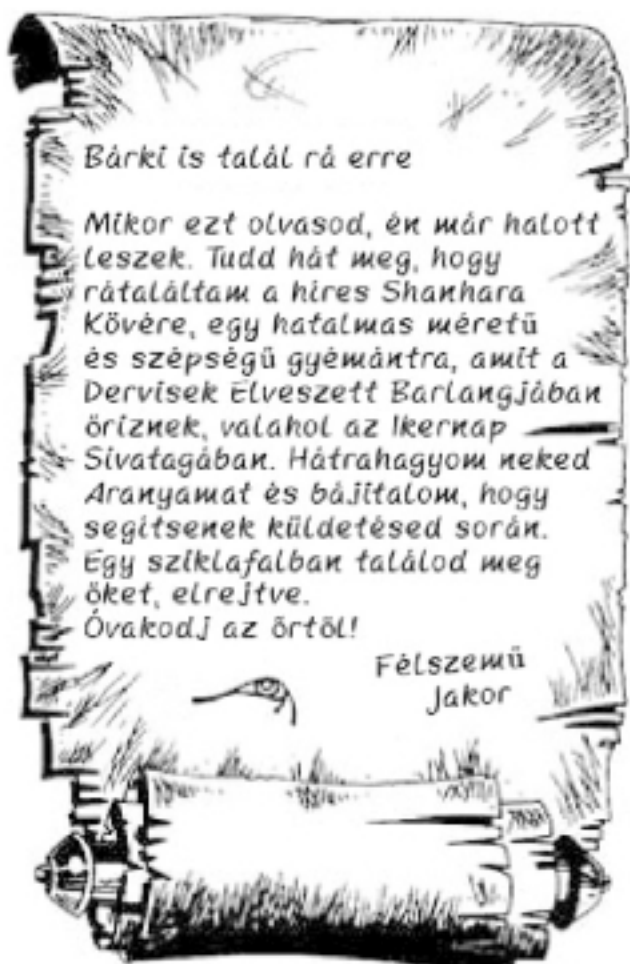 Bárki is talál rá erre
Mikor ezt olvasod, én már halott
leszek. Tudd hát meg, hogy
rátaláltam a híres Shanhara
Kövére, egy hatalmas méretű
és szépségű gyémántra, amit a
Dervisek Elveszett Barlangjában
őriznek, valahol az Ikernap
Sivatagában. Hátrahagyom neked
Aranyamat és bájitalom, hogy
segítsenek küldetésed során.
Egy sziklafalban találod meg
őket, elrejtve.
Óvakodj az őrtől!
Félszemű
Jakor